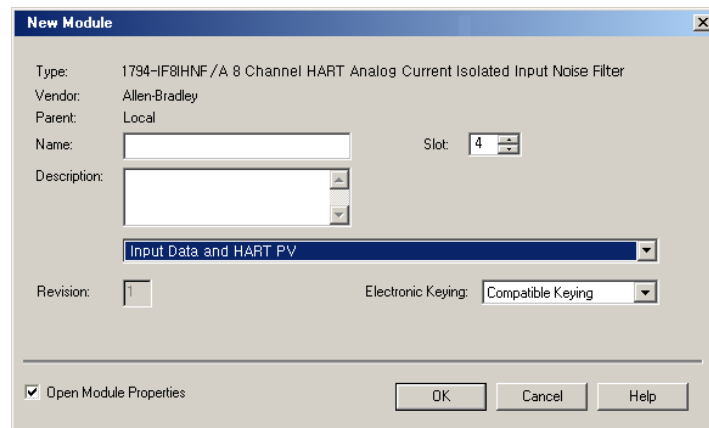 New Module
Type: 1794-IF8IHNF/A 8 Channel HART Analog Current Isolated Input Noise Filter
Vendor: Allen-Bradley
Parent: Local
Name: Slot: 4
Description:
Input Data and HART PV
Revision: 1 Electronic Keying: Compatible Keying
Open Module Properties OK Cancel Help